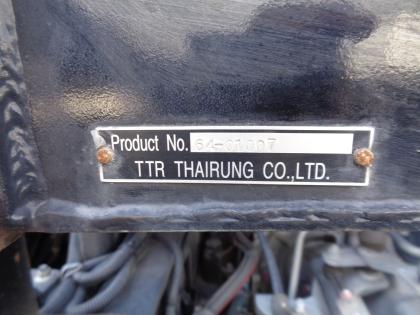 Product No. 64-01007
TTR THAIRUNG CO.,LTD.